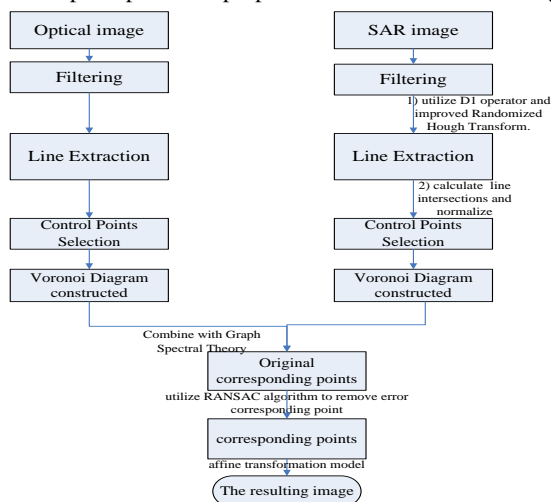 Optical image
SAR image
Filtering
Filtering
1) utilize D1 operator and
improved Randomized
Hough Transform.
Line Extraction
Line Extraction
2) calculate line
intersections and
normalize
Control Points
Selection
Control Points
Selection
Voronoi Diagram
constructed
Voronoi Diagram
constructed
Combine with Graph
Spectral Theory
Original
corresponding points
utilize RANSAC algorithm to remove error
corresponding point
corresponding points
affine transformation model
The resulting image